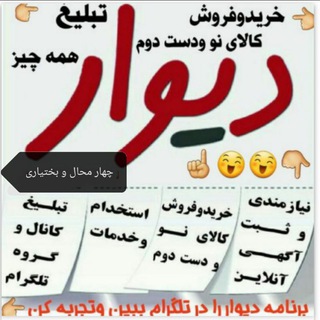 خریدوفروش
تبلیغ
کالای نو ودست دوم
همه چیز
دیوار
چهار محال و بختیاری
نیازمندی
و ثبت
آگهی
آنلاین
خریدوفروش
کالای نو
و دست دوم
استخدام
وخدمات
تبلیغ
کانال و
گروه
تلگرام
برنامه دیوار را در تلگرام ببین وتجربه کن